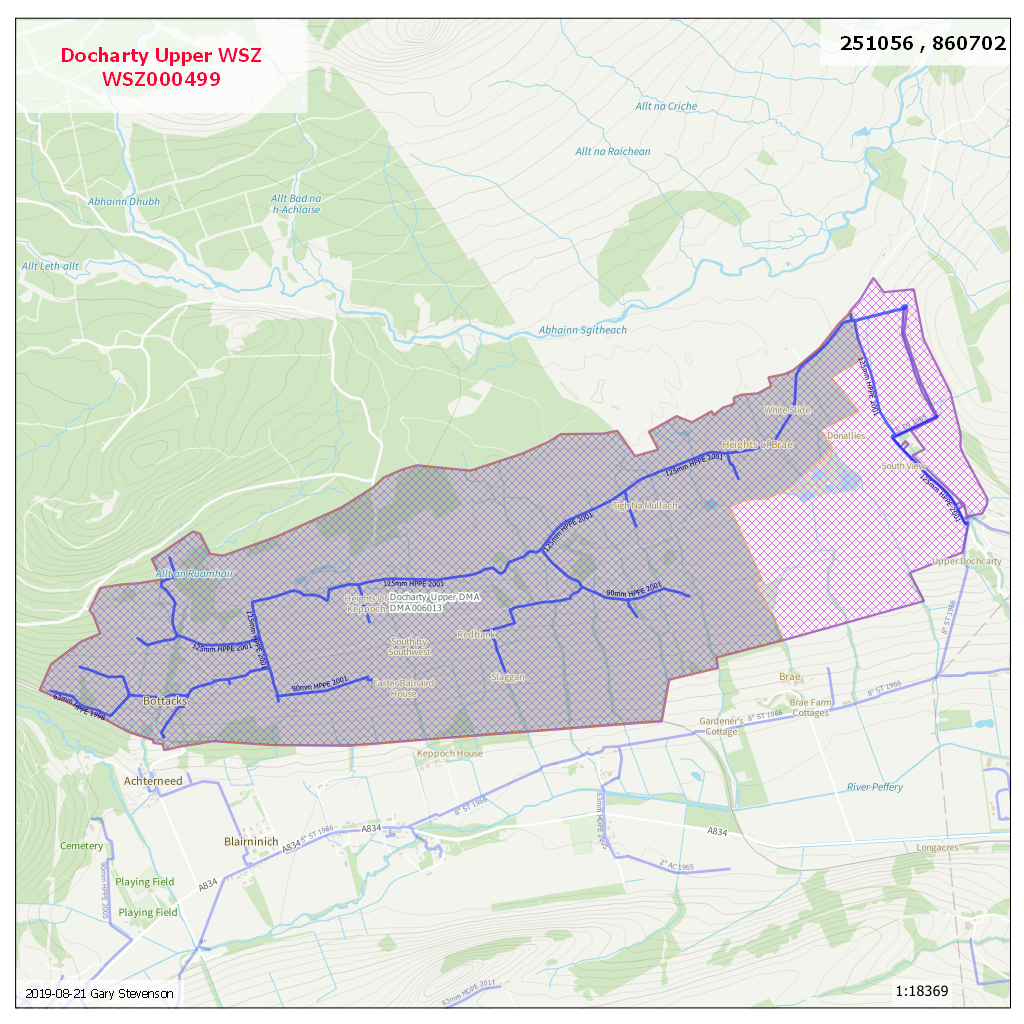 Docharty Upper WSZ
WSZ000499
251056 , 860702
Allt na Criche
Allt na Raichean
Abhainn Dhubh
Allt Bad na
h-Achlaise
Allt Leth-allt
Abhainn Sgitheach
125mm HPPE 2001
White Slide
Donallies
Heights of Brae
South View
125mm HPPE 2001
125mm HPPE 2001
Tigh Na Mullach
125mm HPPE 2001
Upper Dochcarty
Allt an Ruamhair
125mm HPPE 2001
90mm HPPE 2001
Docharty Upper DMA
DMA006013
Heights Of
Keppoch
8" ST 1966
125mm HPPE 2001
125mm HPPE 2001
South by
Southwest
Redbank
Slaggan
90mm HPPE 2001
Easter Balnaard
House
Brae
Bottacks
63mm HPPE 1998
8" ST 1966
Brae Farm
Cottages
8" ST 1966
Gardener's
Cottage
Keppoch House
Achterneed
River Peffery
8" ST 1966
63mm MDPE 2005
A834
A834
Blairninich
8" ST 1966
A834
Cemetery
Longacres
2" AC 1965
Playing Field
90mm HPPE 2005
A834
Playing Field
63mm MDPE 2011
2019-08-21 Gary Stevenson
1:18369